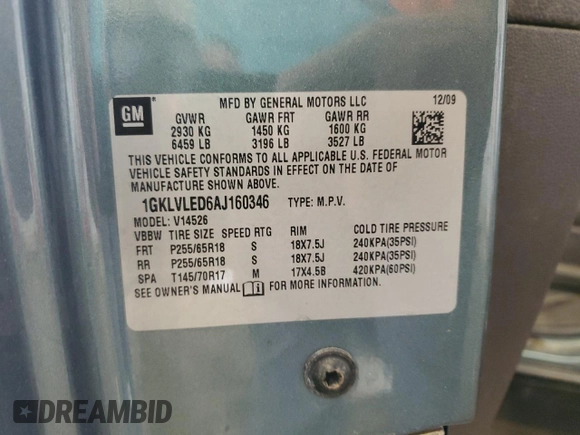 GM
®
MFD BY GENERAL MOTORS LLC 12/09
GVWR GAWR FRT GAWR RR
2930 KG 1450 KG 1600 KG
6459 LB 3196 LB 3527 LB
THIS VEHICLE CONFORMS TO ALL APPLICABLE U.S. FEDERAL MOTOR
VEHICLE SAFETY STANDARDS IN EFFECT ON THE DATE OF
MANUFACTURE SHOWN ABOVE.
1GKLVLED6AJ160346 TYPE: M.P.V.
MODEL: V14526
VBBW TIRE SIZE SPEED RTG RIM COLD TIRE PRESSURE
FRT P255/65R18 S 18X7.5J 240KPA(35PSI)
RR P255/65R18 S 18X7.5J 240KPA(35PSI)
SPA T145/70R17 M 17X4.5B 420KPA(60PSI)
SEE OWNER'S MANUAL FOR MORE INFORMATION.
DREAMBID